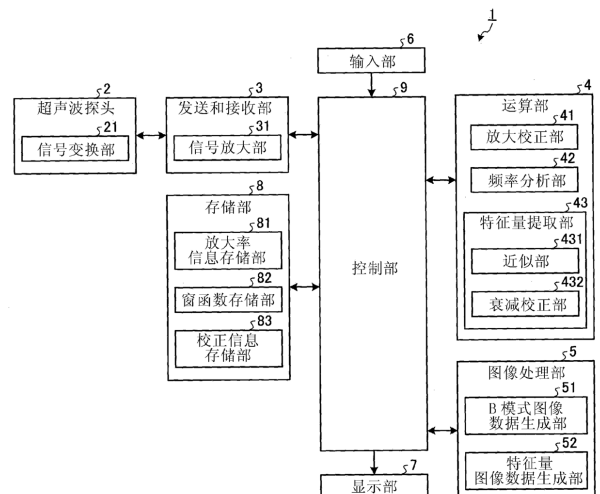 1
6
输入部
2
超声波探头
21
信号变换部
3
发送和接收部
31
信号放大部
9
控制部
4
运算部
41
放大校正部
42
频率分析部
43
特征量提取部
431
近似部
432
衰减校正部
8
存储部
81
放大率
信息存储部
82
窗函数存储部
83
校正信息
存储部
5
图像处理部
51
B 模式图像
数据生成部
52
特征量
图像数据生成部
7
显示部